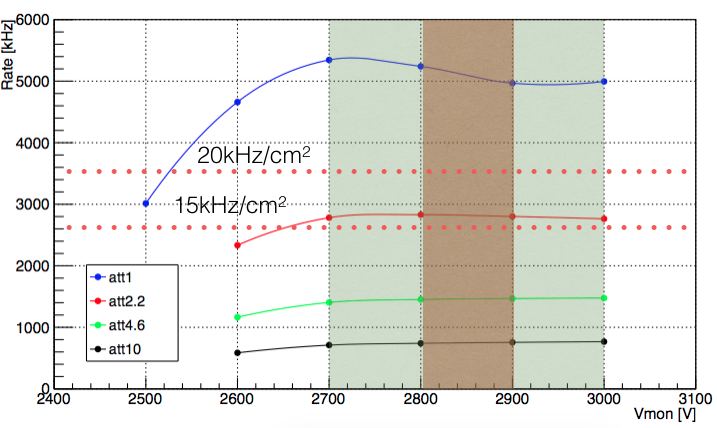 Rate [kHz]
6000
5000
4000
3000
2000
1000
0
20kHz/cm²
15kHz/cm²
att1
att2.2
att4.6
att10
2400 2500 2600 2700 2800 2900 3000 3100
Vmon [V]